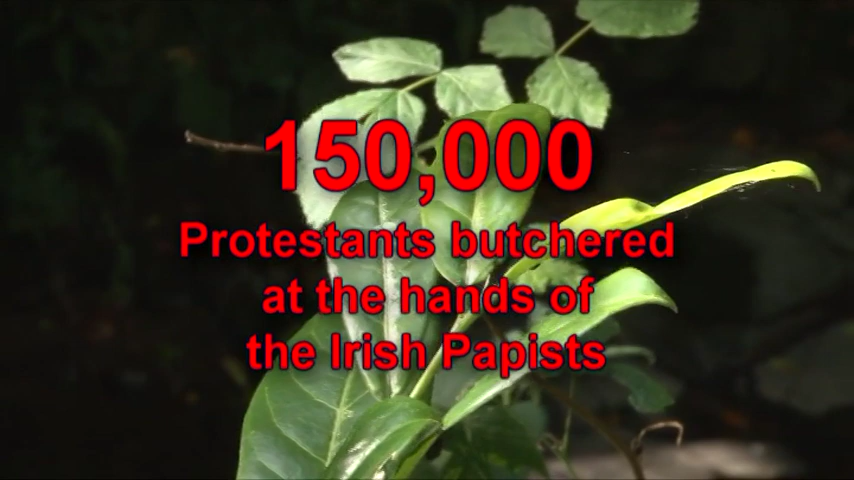 150,000
Protestants butchered
at the hands of
the Irish Papists